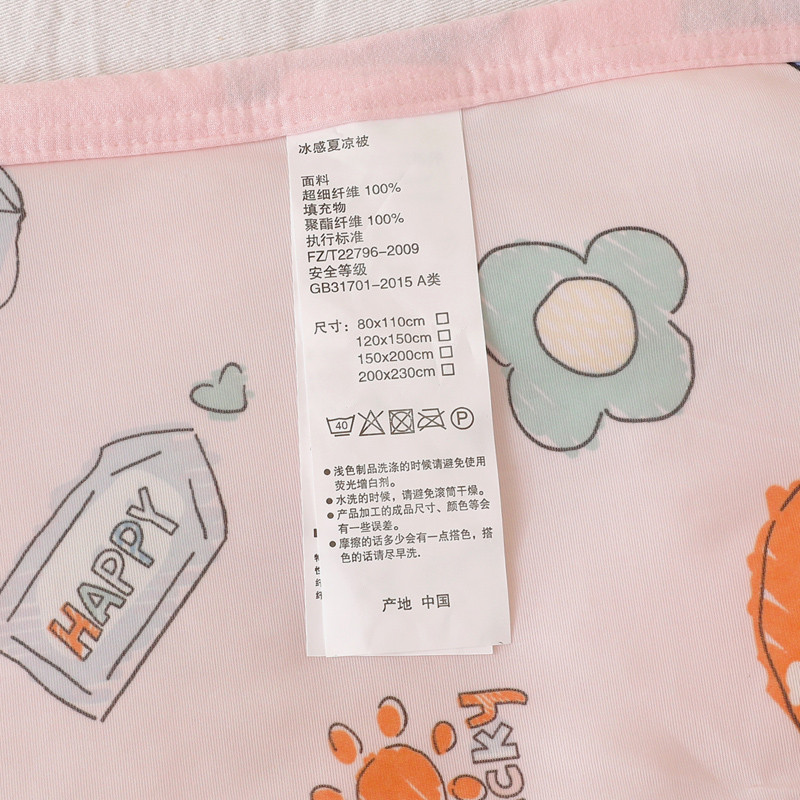 冰感夏凉被
面料
超细纤维 100%
填充物
聚酯纤维 100%
执行标准
FZ/T22796-2009
安全等级
GB31701-2015 A类
尺寸: 80x110cm □
120x150cm □
150x200cm □
200x230cm □
40 P
●浅色制品洗涤的时候请避免使用
荧光增白剂。
●水洗的时候，请避免滚筒干燥。
●产品加工的成品尺寸、颜色等会
有一些误差。
●摩擦的话多少会有一点搭色，搭
色的话请尽早洗.
产地 中国
HAPPY